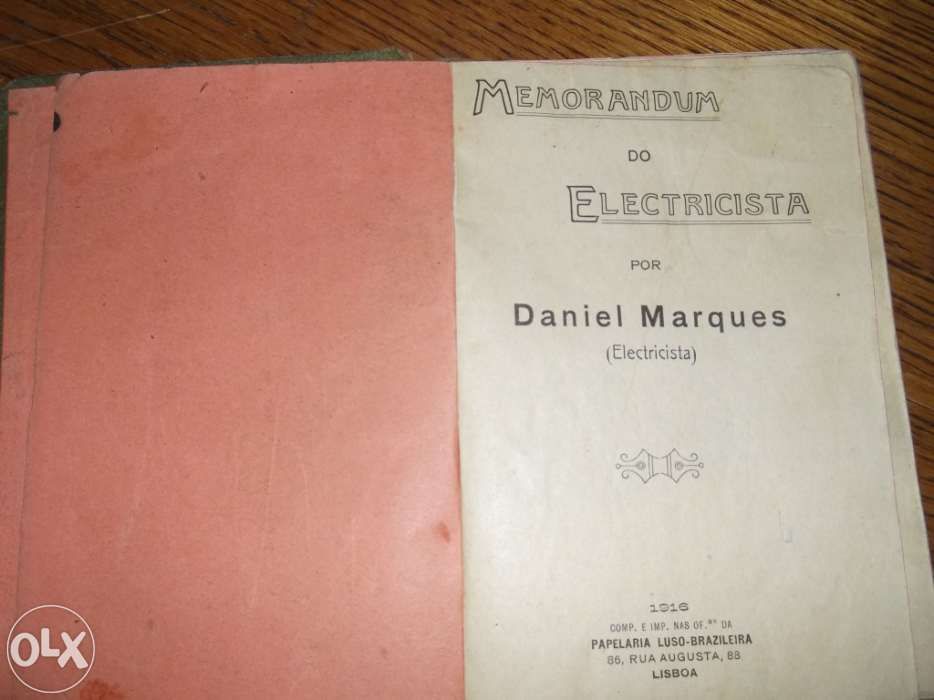 MEMORANDUM
DO
ELECTRICISTA
POR
Daniel Marques
(Electricista)
1916
COMP. E IMP. NAS OF.as DA
PAPELARIA LUSO-BRAZILEIRA
86, RUA AUGUSTA, 88
LISBOA
OLX